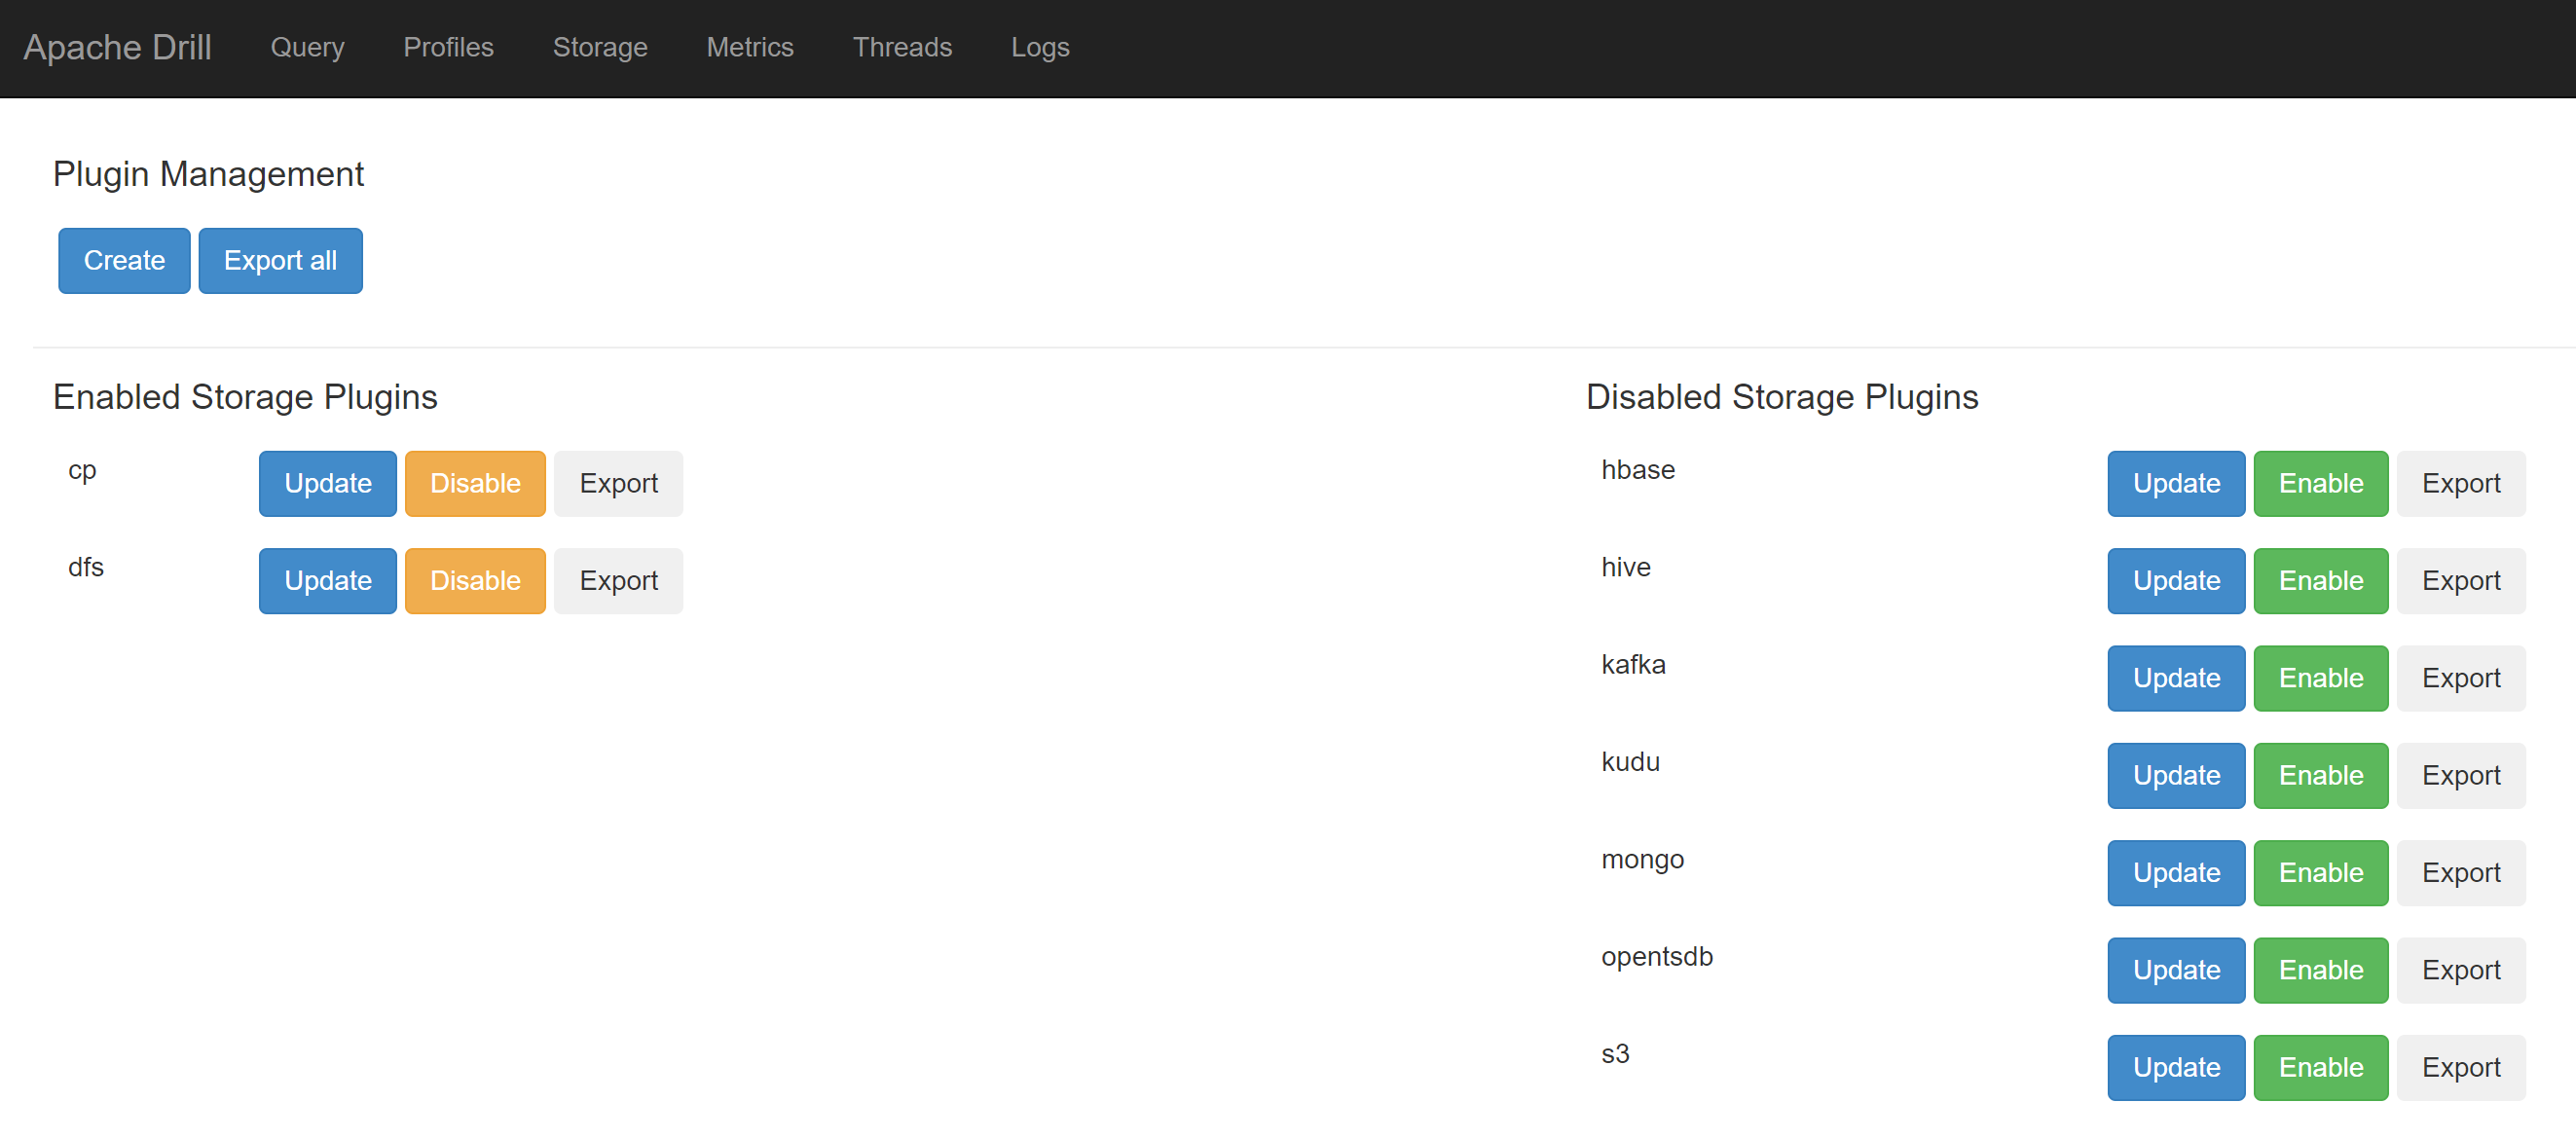 Apache Drill Query Profiles Storage Metrics Threads Logs
Plugin Management
Create Export all
Enabled Storage Plugins
cp Update Disable Export
dfs Update Disable Export
Disabled Storage Plugins
hbase Update Enable Export
hive Update Enable Export
kafka Update Enable Export
kudu Update Enable Export
mongo Update Enable Export
opentsdb Update Enable Export
s3 Update Enable Export